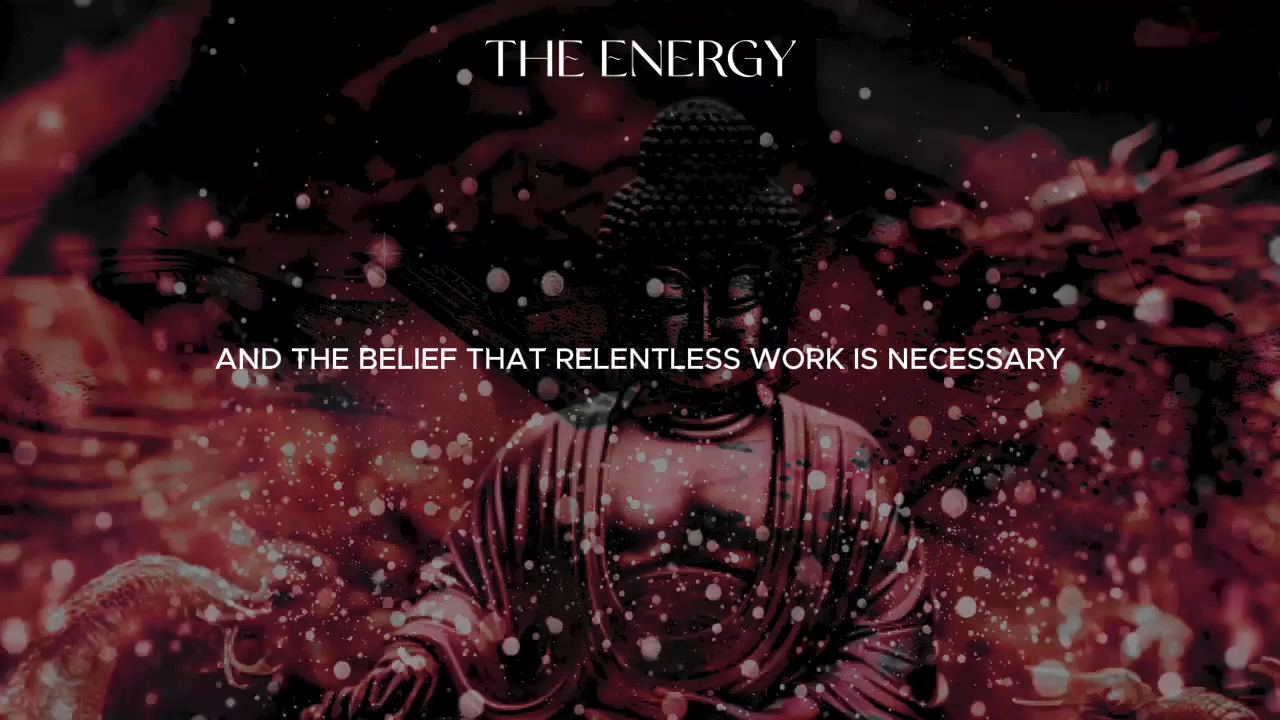 THE ENERGY
AND THE BELIEF THAT RELENTLESS WORK IS NECESSARY